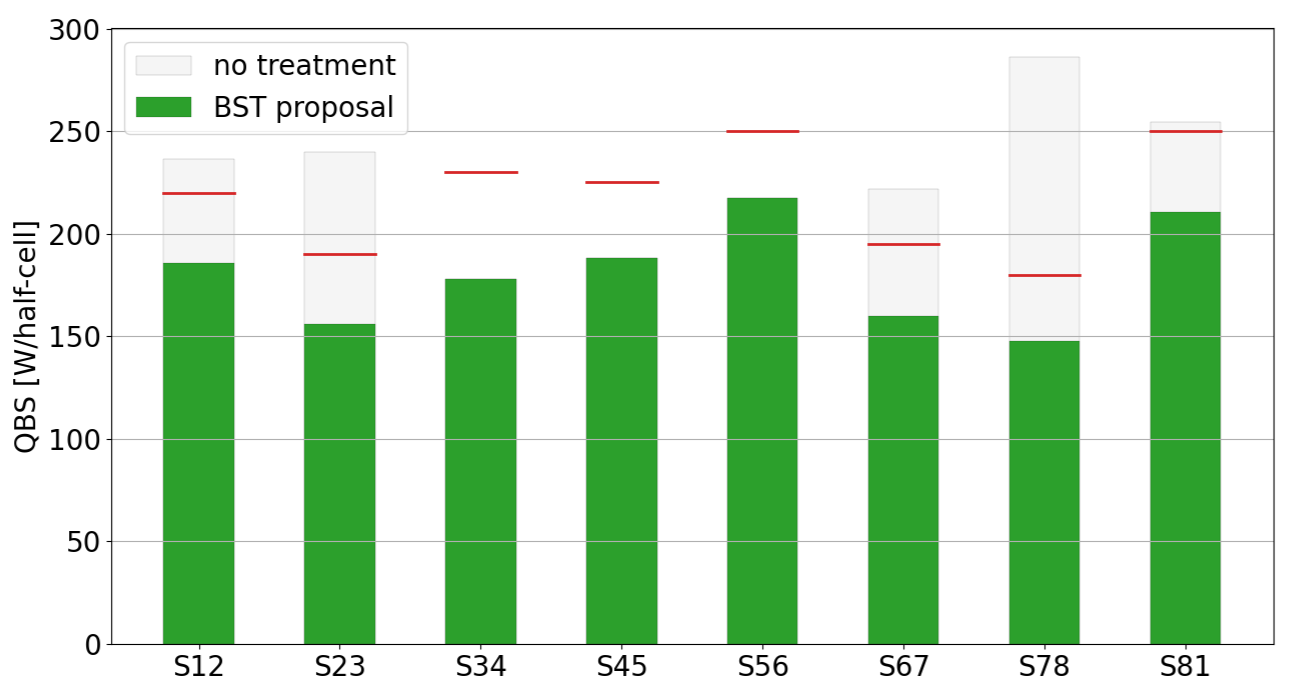 QBS [W/half-cell]
300
250
200
150
100
50
0
no treatment
BST proposal
S12 S23 S34 S45 S56 S67 S78 S81